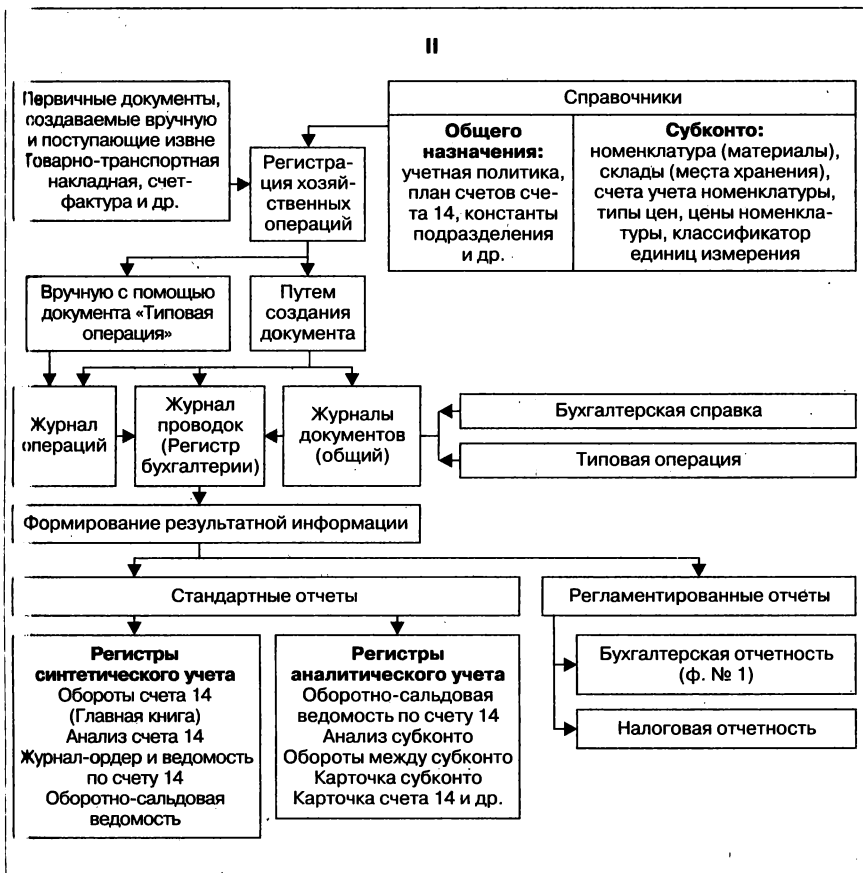 II
Первичные документы,
создаваемые вручную
и поступающие извне
Товарно-транспортная
накладная, счет-
фактура и др.
Регистра-
ция хозяй-
ственных
операций
Справочники
Общего
назначения:
учетная политика,
план счетов сче-
та 14, константы
подразделения
и др.
Субконто:
номенклатура (материалы),
склады (места хранения),
счета учета номенклатуры,
типы цен, цены номенкла-
туры, классификатор
единиц измерения
Вручную с помощью
документа «Типовая
операция»
Путем
создания
документа
Журнал
операций
Журнал
проводок
(Регистр
бухгалтерии)
Журналы
документов
(общий)
Бухгалтерская справка
Типовая операция
Формирование результатной информации
Стандартные отчеты
Регламентированные отчеты
Регистры
синтетического учета
Обороты счета 14
(Главная книга)
Анализ счета 14
Журнал-ордер и ведомость
по счету 14
Оборотно-сальдовая
ведомость
Регистры
аналитического учета
Оборотно-сальдовая
ведомость по счету 14
Анализ субконто
Обороты между субконто
Карточка субконто
Карточка счета 14 и др.
Бухгалтерская отчетность
(ф. № 1)
Налоговая отчетность